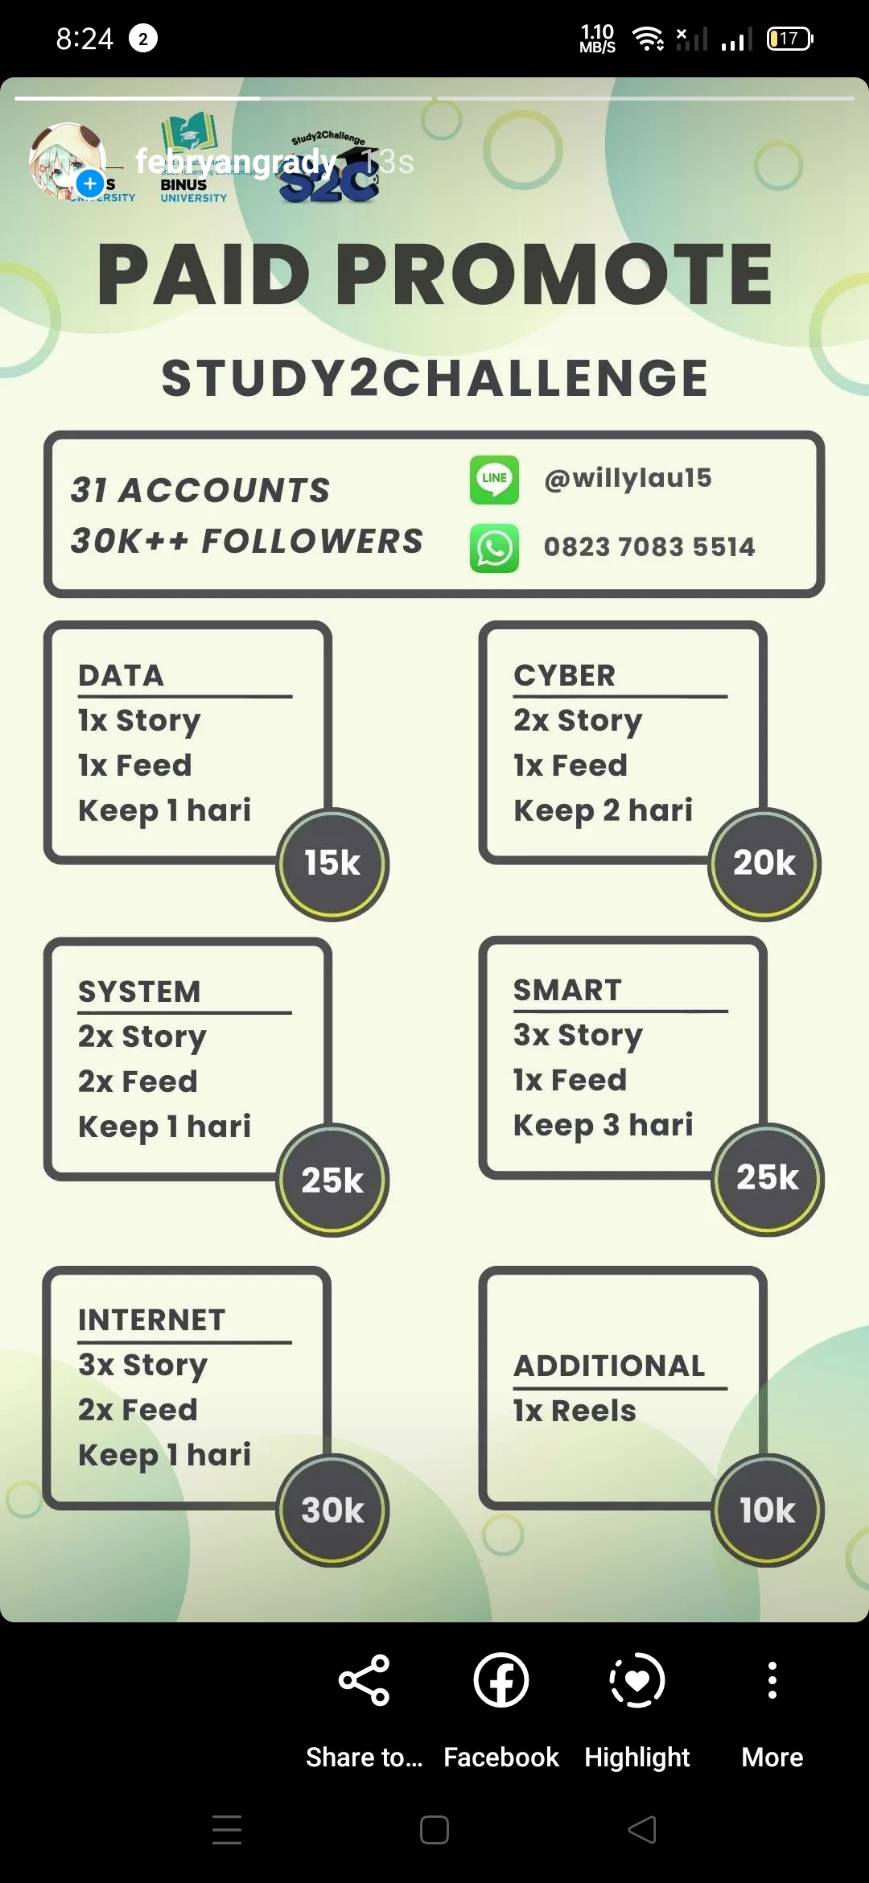 8:24 2
1.10
MB/S
17
febryangrady 13s
Study2Challenge
S2C
BINUS
UNIVERSITY
PAID PROMOTE
STUDY2CHALLENGE
31 ACCOUNTS
30K++ FOLLOWERS
LINE @willylau15
0823 7083 5514
DATA
1x Story
1x Feed
Keep 1 hari
15k
CYBER
2x Story
1x Feed
Keep 2 hari
20k
SYSTEM
2x Story
2x Feed
Keep 1 hari
25k
SMART
3x Story
1x Feed
Keep 3 hari
25k
INTERNET
3x Story
2x Feed
Keep 1 hari
30k
ADDITIONAL
1x Reels
10k
Share to... Facebook Highlight More